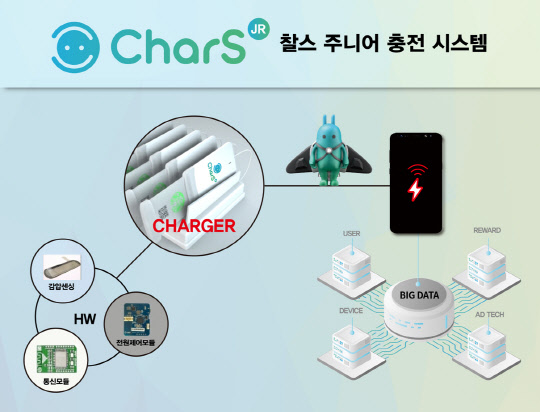 CharS JR 찰스 주니어 충전 시스템
CharS
CHARGER
USER
REWARD
BIG DATA
DEVICE
AD TECH
감압센싱
HW
전원제어모듈
통신모듈